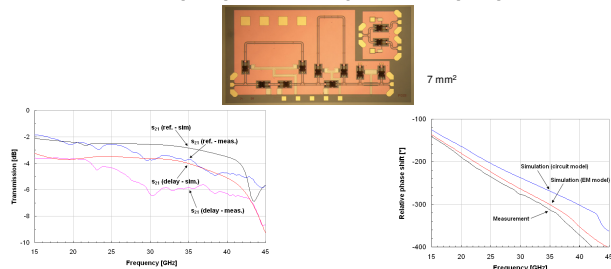 7 mm²
0
-2
-4
-6
-8
-10
Transmission [dB]
s21 (ref. - sim)
s21 (ref. - meas.)
s21 (delay - sim.)
s21 (delay - meas.)
15 20 25 30 35 40 45
Frequency [GHz]
-100
-200
-300
-400
Relative phase shift [°]
Simulation (circuit model)
Simulation (EM model)
Measurement
15 20 25 30 35 40 45
Frequency [GHz]